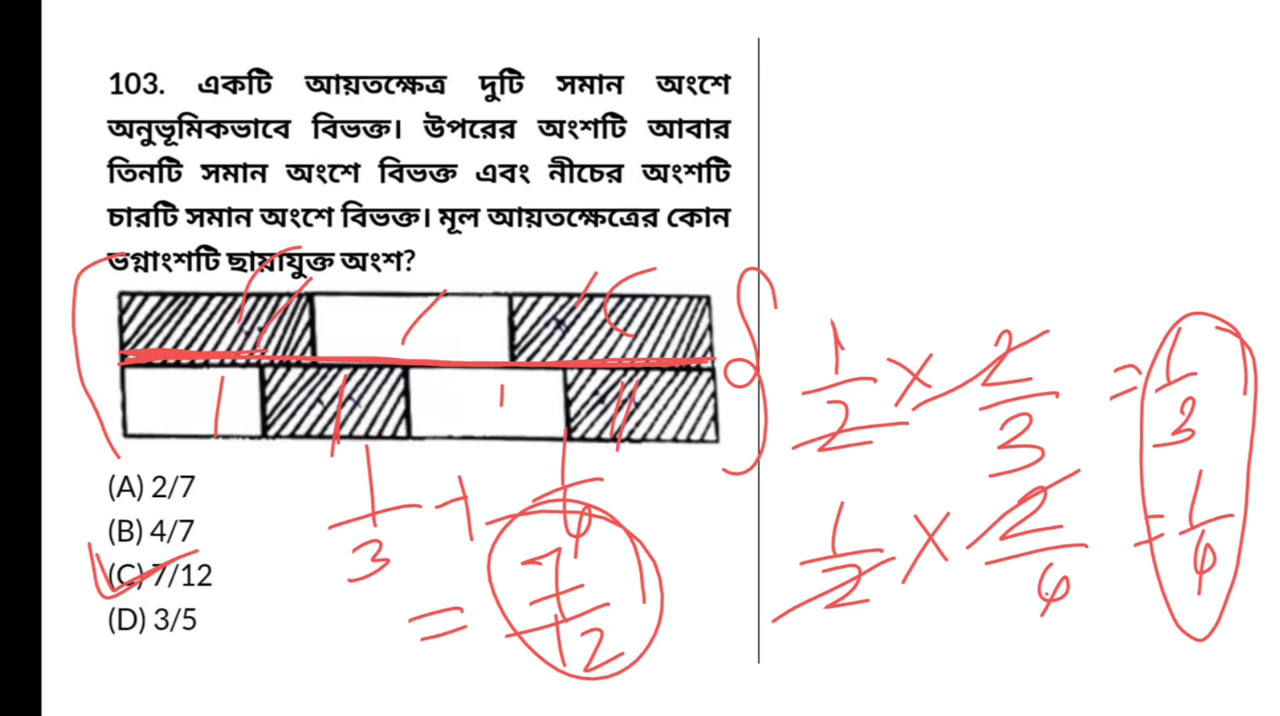 103. একটি আয়তক্ষেত্র দুটি সমান অংশে
অনুভূমিকভাবে বিভক্ত। উপরের অংশটি আবার
তিনটি সমান অংশে বিভক্ত এবং নীচের অংশটি
চারটি সমান অংশে বিভক্ত। মূল আয়তক্ষেত্রের কোন
ভগ্নাংশটি ছায়াযুক্ত অংশ?
1/2 × 2/3 = 1/3
(A) 2/7
1/3 + 1/4
(B) 4/7
1/2 × 2/4 = 1/4
(C) 7/12
= 7/12
(D) 3/5